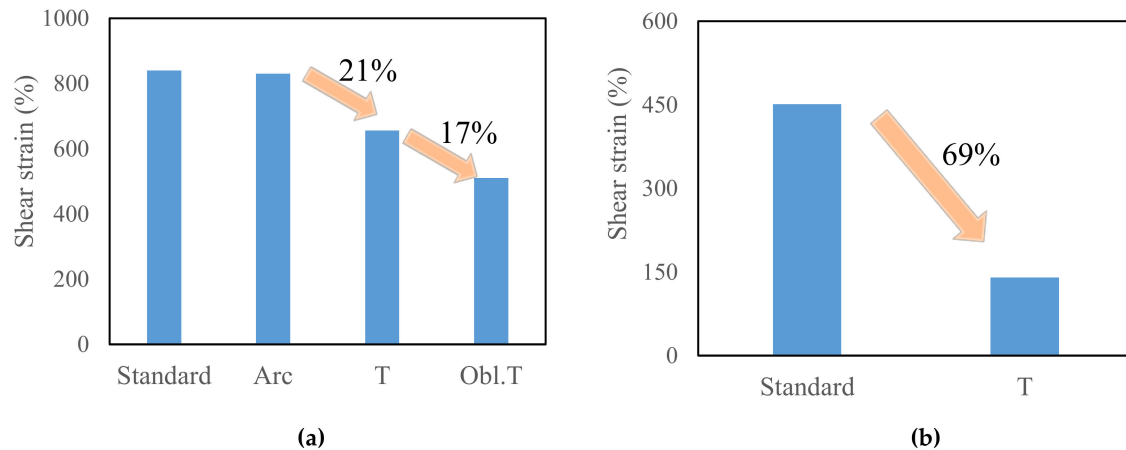 Shear strain (%)
1000
800
600
400
200
0
21%
17%
Standard Arc T Obl.T
(a)
Shear strain (%)
600
450
300
150
0
69%
Standard T
(b)